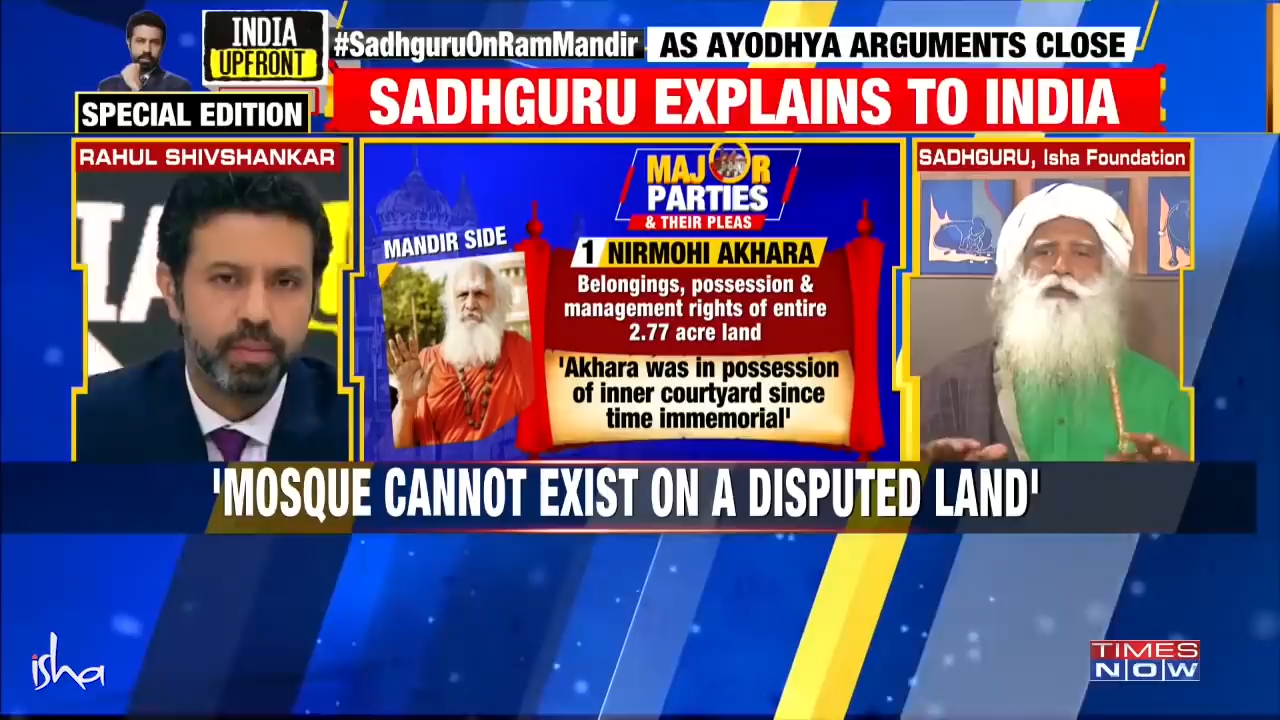 INDIA
UPFRONT
#SadhguruOnRamMandir
AS AYODHYA ARGUMENTS CLOSE
SPECIAL EDITION
SADHGURU EXPLAINS TO INDIA
RAHUL SHIVSHANKAR
MANDIR SIDE
MAJOR
PARTIES
& THEIR PLEAS
1 NIRMOHI AKHARA
Belongings, possession &
management rights of entire
2.77 acre land
'Akhara was in possession
of inner courtyard since
time immemorial'
SADHGURU, Isha Foundation
'MOSQUE CANNOT EXIST ON A DISPUTED LAND'
isha
TIMES
NOW